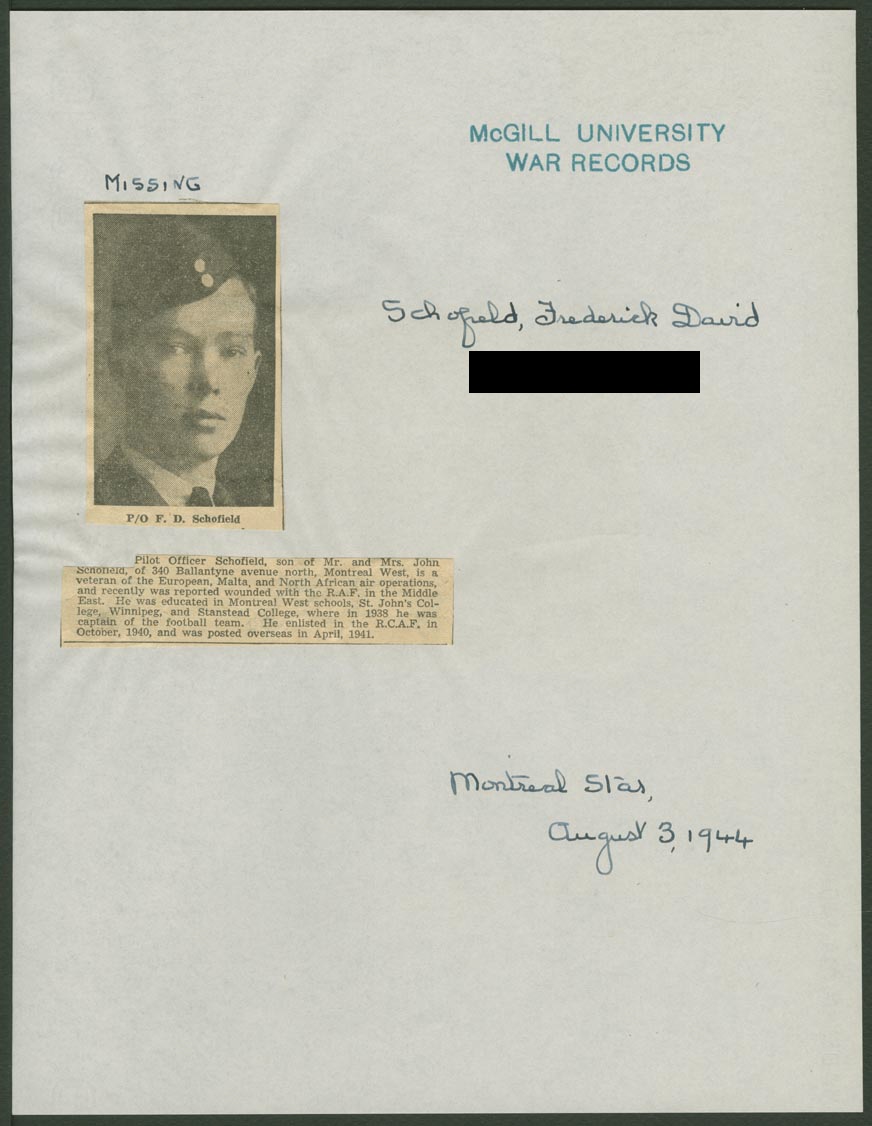 McGILL UNIVERSITY
WAR RECORDS
MISSING
Schofield, Frederick David
P/O F. D. Schofield
Pilot Officer Schofield, son of Mr. and Mrs. John
Schofield, of 340 Ballantyne avenue north, Montreal West, is a
veteran of the European, Malta, and North African air operations,
and recently was reported wounded with the R.A.F. in the Middle
East. He was educated in Montreal West schools, St. John's Col-
lege, Winnipeg, and Stanstead College, where in 1938 he was
captain of the football team. He enlisted in the R.C.A.F. in
October, 1940, and was posted overseas in April, 1941.
Montreal Star,
August 3, 1944